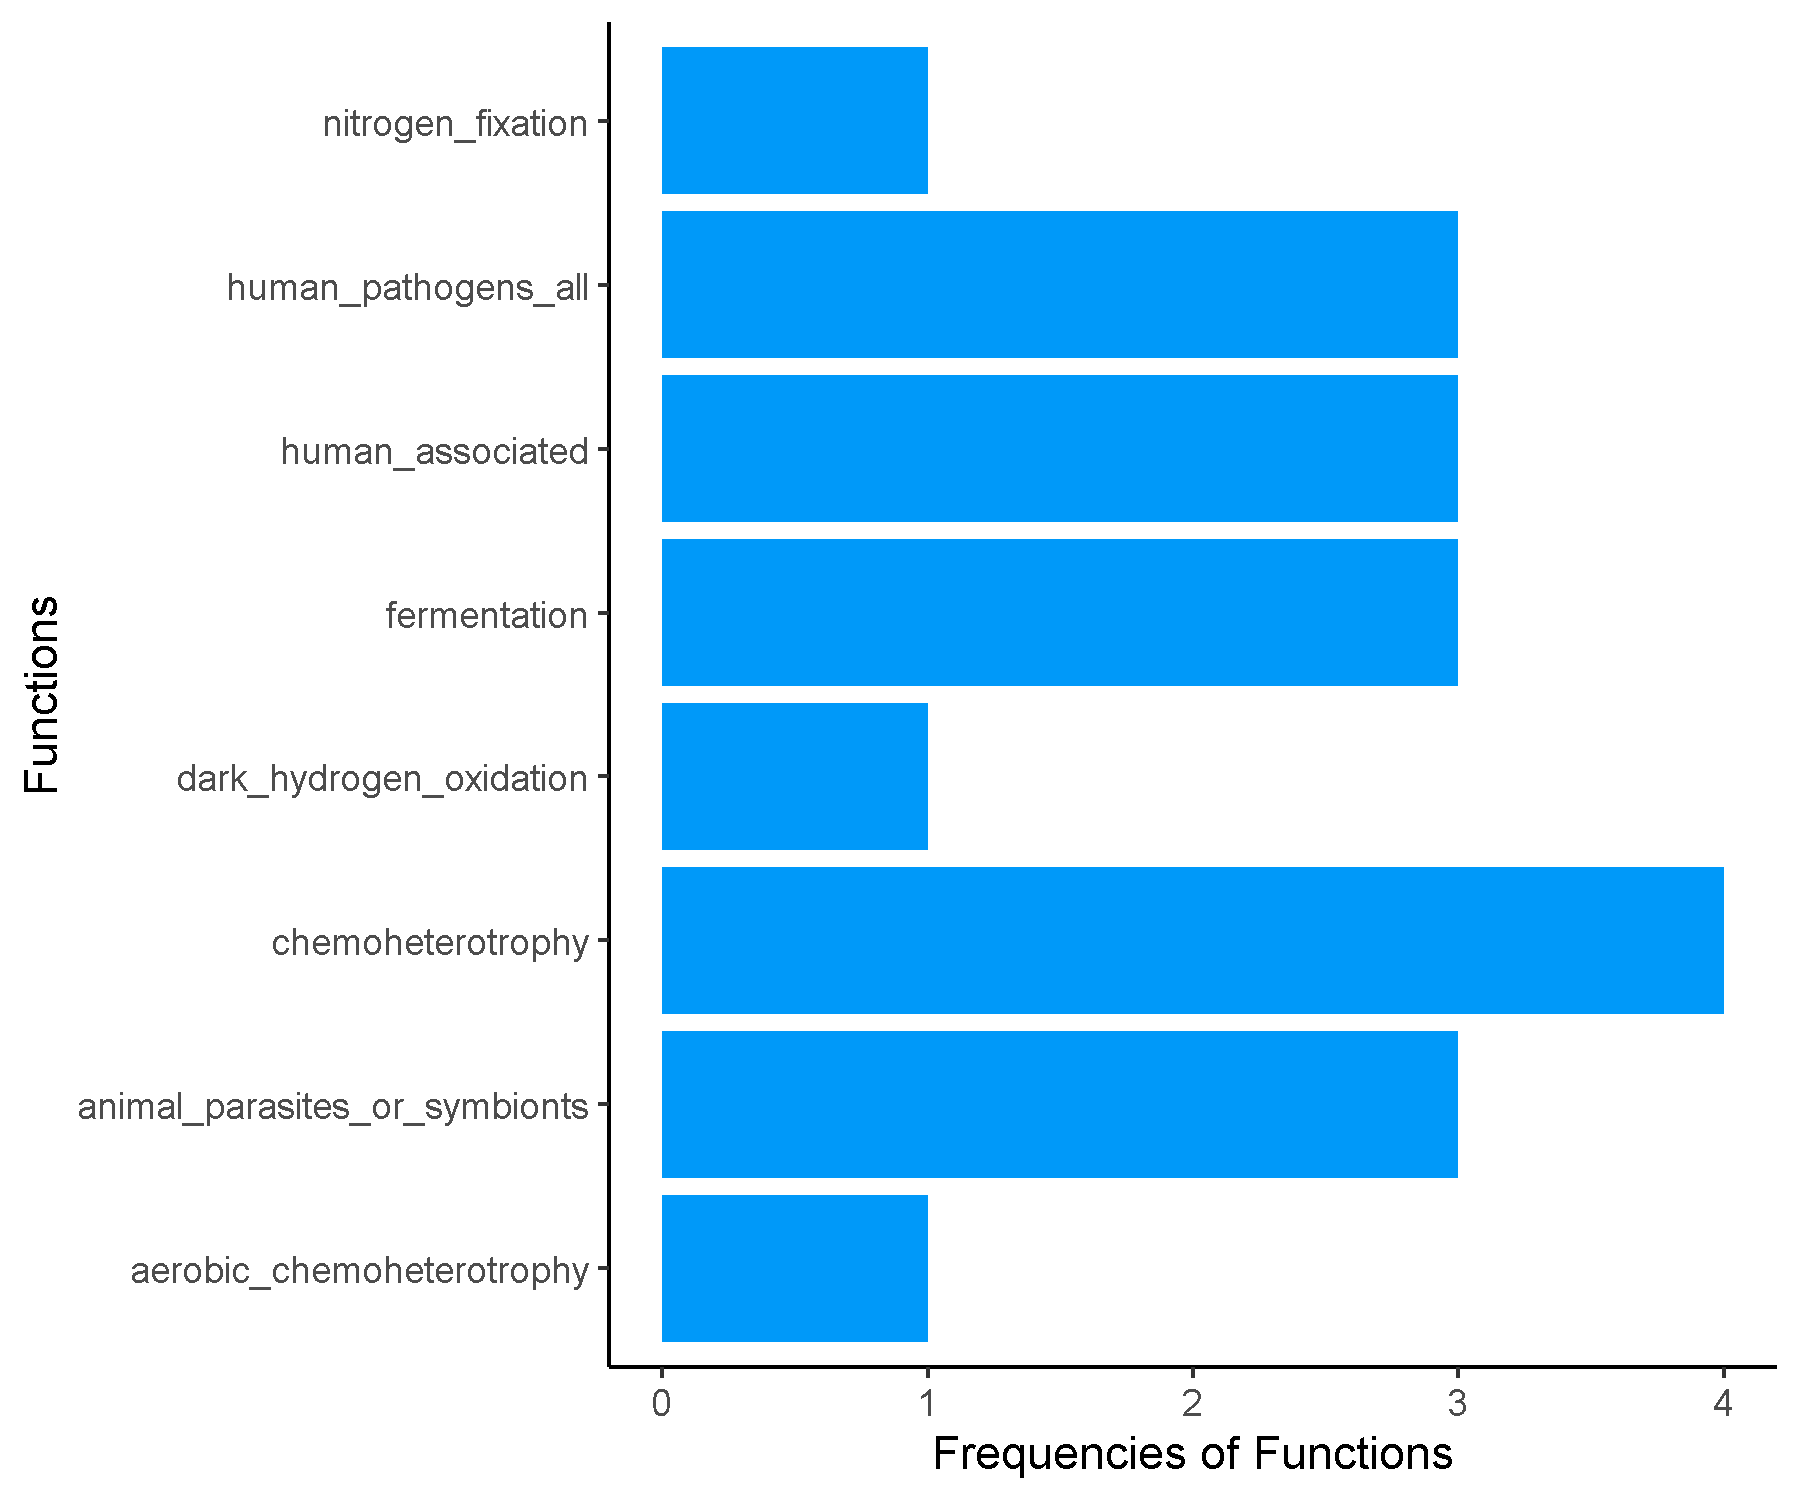 nitrogen_fixation
human_pathogens_all
human_associated
fermentation
dark_hydrogen_oxidation
chemoheterotrophy
animal_parasites_or_symbionts
aerobic_chemoheterotrophy
Functions
0 1 2 3 4
Frequencies of Functions